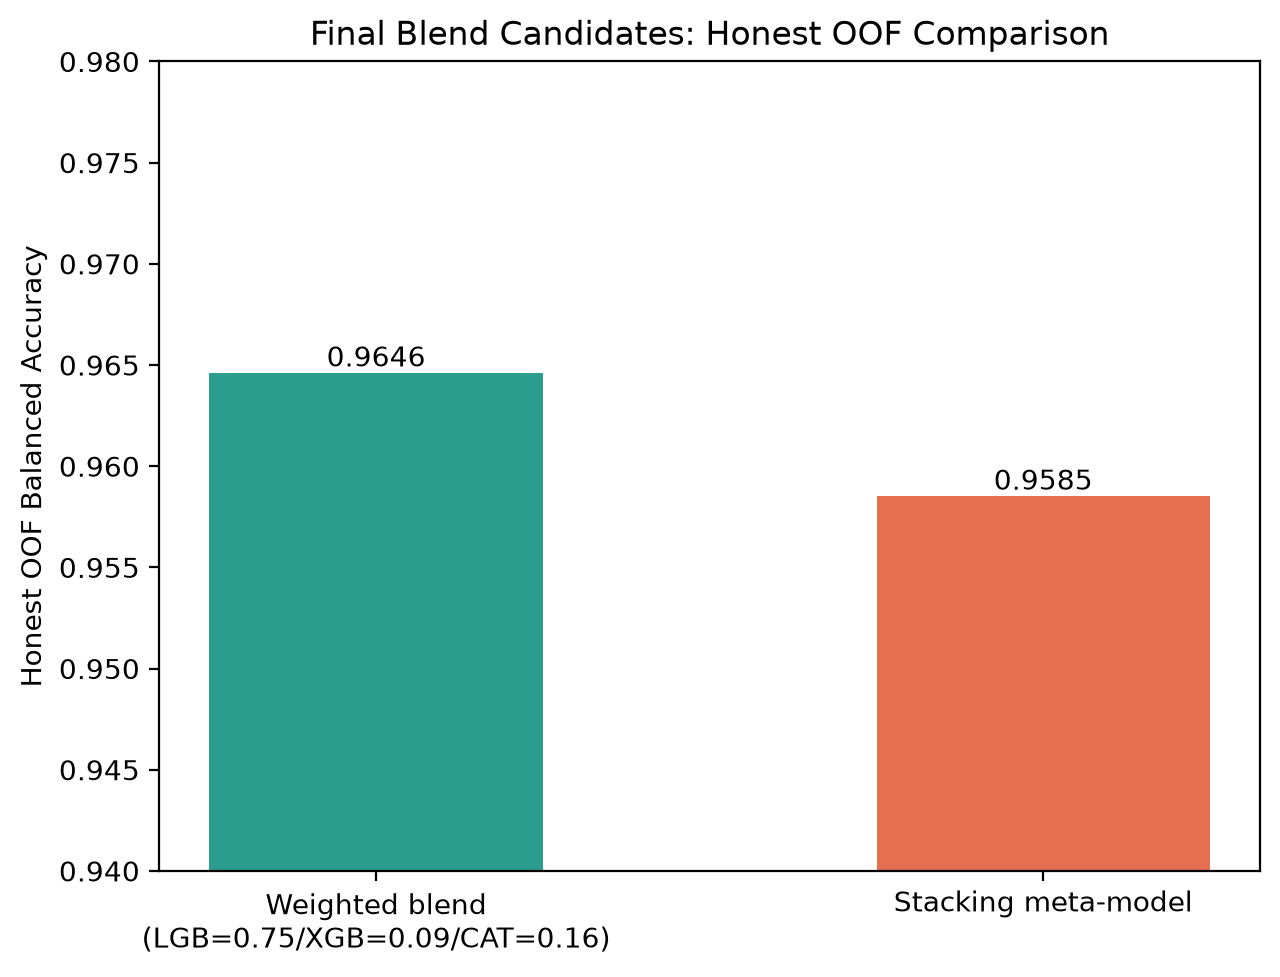 Final Blend Candidates: Honest OOF Comparison
Honest OOF Balanced Accuracy
0.980
0.975
0.970
0.965
0.960
0.955
0.950
0.945
0.940
0.9646
0.9585
Weighted blend
(LGB=0.75/XGB=0.09/CAT=0.16)
Stacking meta-model